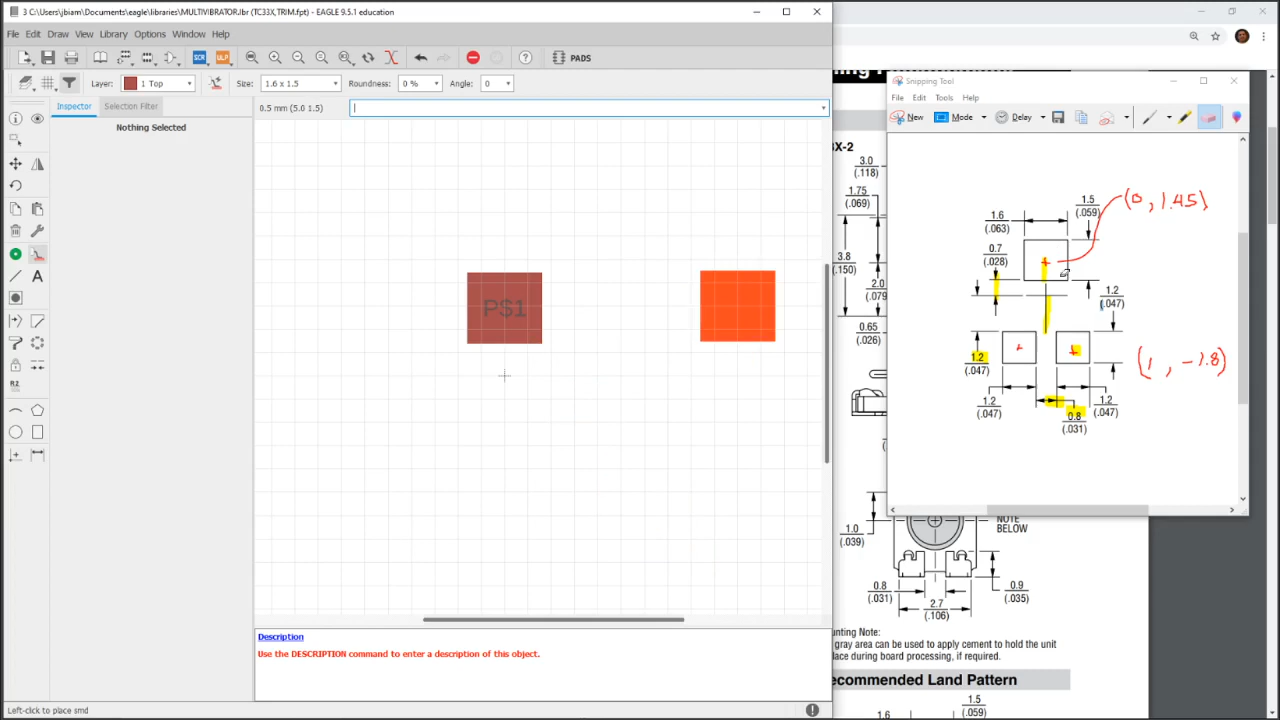 3 C:\Users\jbiam\Documents\eagle\libraries\MULTIVIBRATOR.lbr (TC33X,TRIM.fpt) - EAGLE 9.5.1 education
File Edit Draw View Library Options Window Help
SCR ULP PADS
Layer: 1 Top Size: 1.6 x 1.5 Roundness: 0 % Angle: 0
Inspector Selection Filter
Nothing Selected
0.5 mm (5.0 1.5)
R2
P$1
Description
Use the DESCRIPTION command to enter a description of this object.
Left-click to place smd
3X-2
3.0
(.118)
1.75
(.069)
3.8
(.150)
2.0
(.079
0.65
(.026)
Snipping Tool
File Edit Tools Help
New Mode Delay
1.5
(.059)
(0, 1.45)
1.6
(.063)
0.7
(.028)
1.2
(.047)
1.2
(.047)
(1, -1.8)
1.2
(.047)
1.2
(.047)
0.8
(.031)
NOTE
BELOW
1.0
(.039)
0.8
(.031)
0.9
(.035)
2.7
(.106)
unting Note:
gray area can be used to apply cement to hold the unit
lace during board processing, if required.
ecommended Land Pattern
1.5
(.059)
1.6